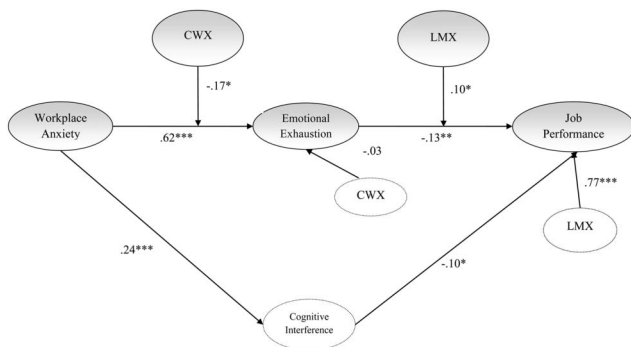 CWX
LMX
-.17*
.10*
Workplace
Anxiety
.62***
Emotional
Exhaustion
-.13**
Job
Performance
-.03
CWX
.77***
LMX
.24***
-.10*
Cognitive
Interference